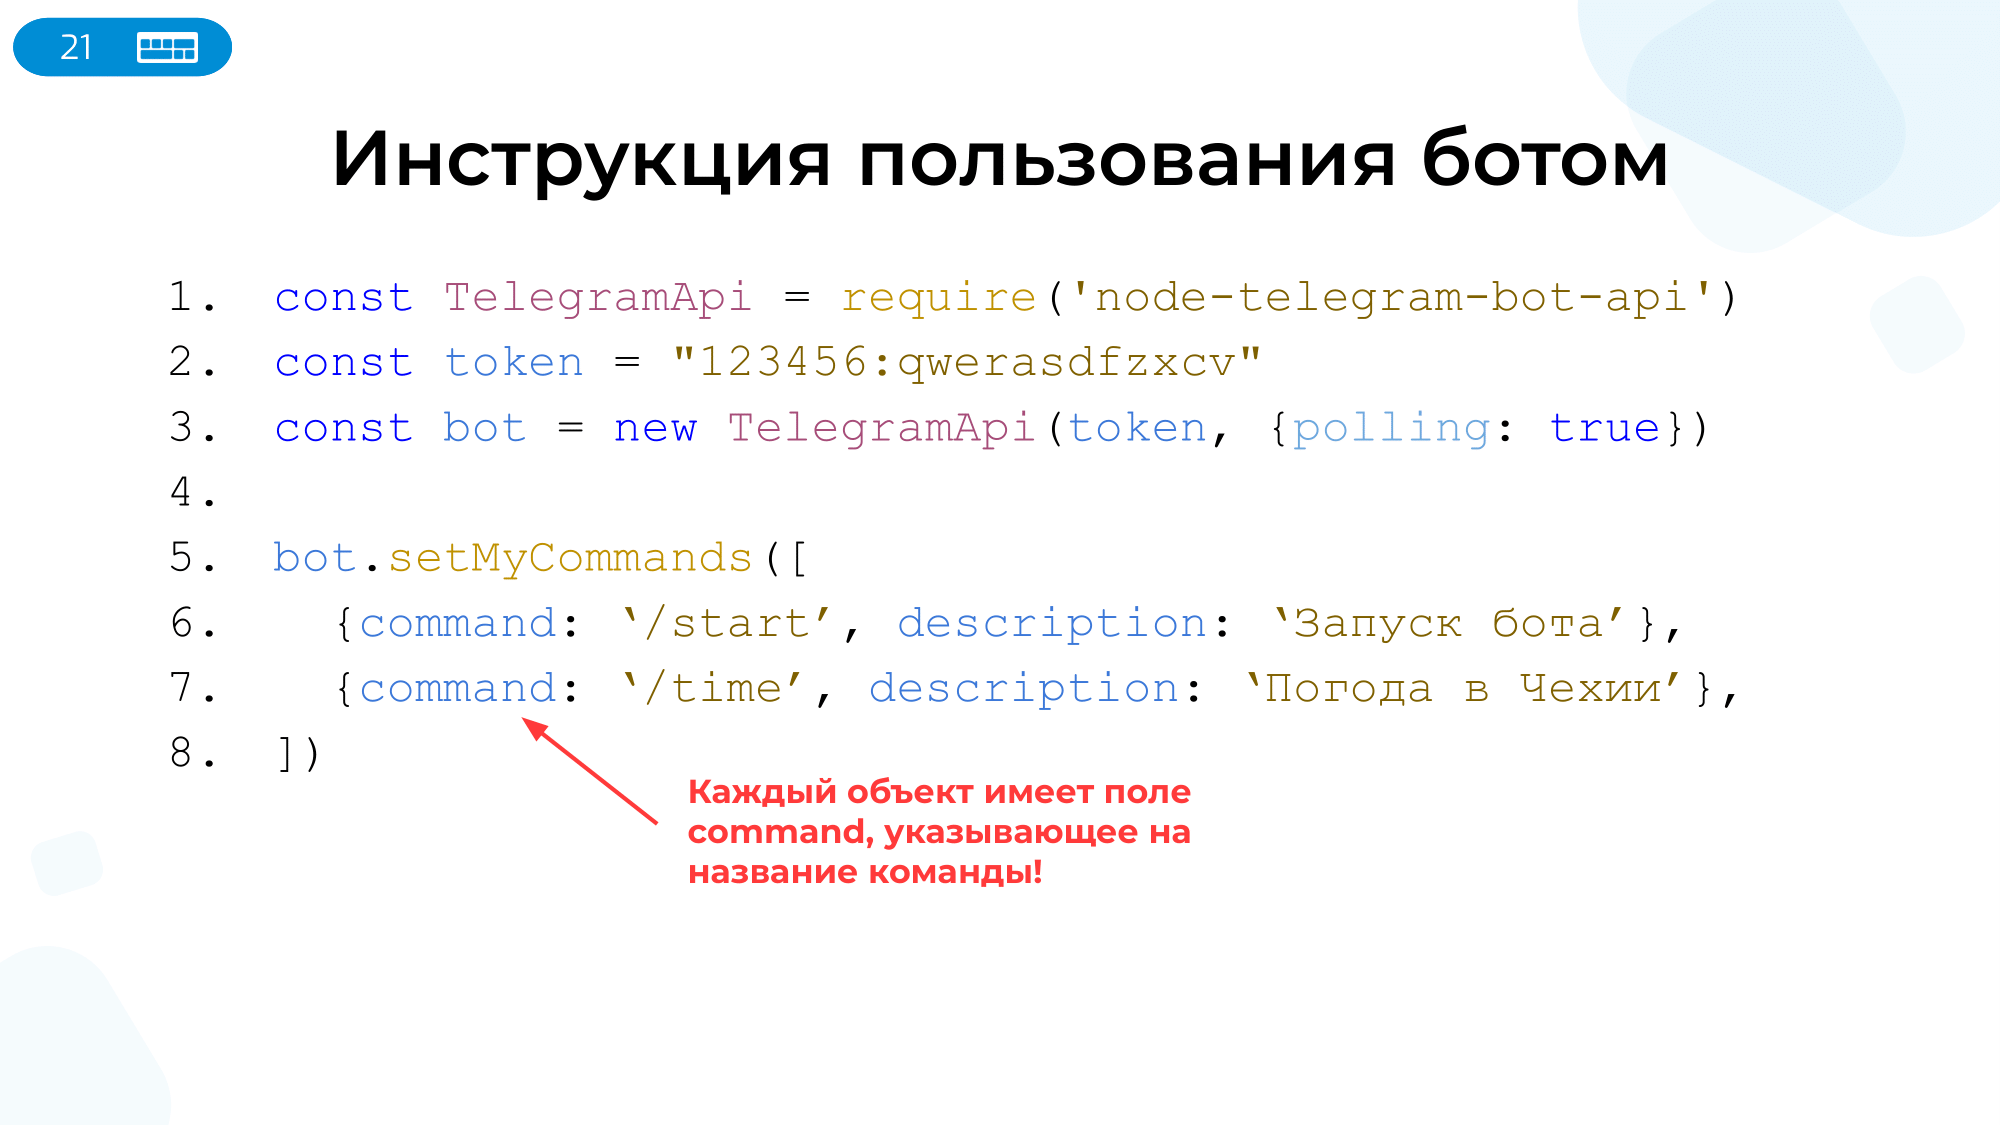 21
Инструкция пользования ботом
1. const TelegramApi = require('node-telegram-bot-api')
2. const token = "123456:qwerasdfzxcv"
3. const bot = new TelegramApi(token, {polling: true})
4.
5. bot.setMyCommands([
6. {command: ‘/start’, description: ‘Запуск бота’},
7. {command: ‘/time’, description: ‘Погода в Чехии’},
8. ])
Каждый объект имеет поле
command, указывающее на
название команды!